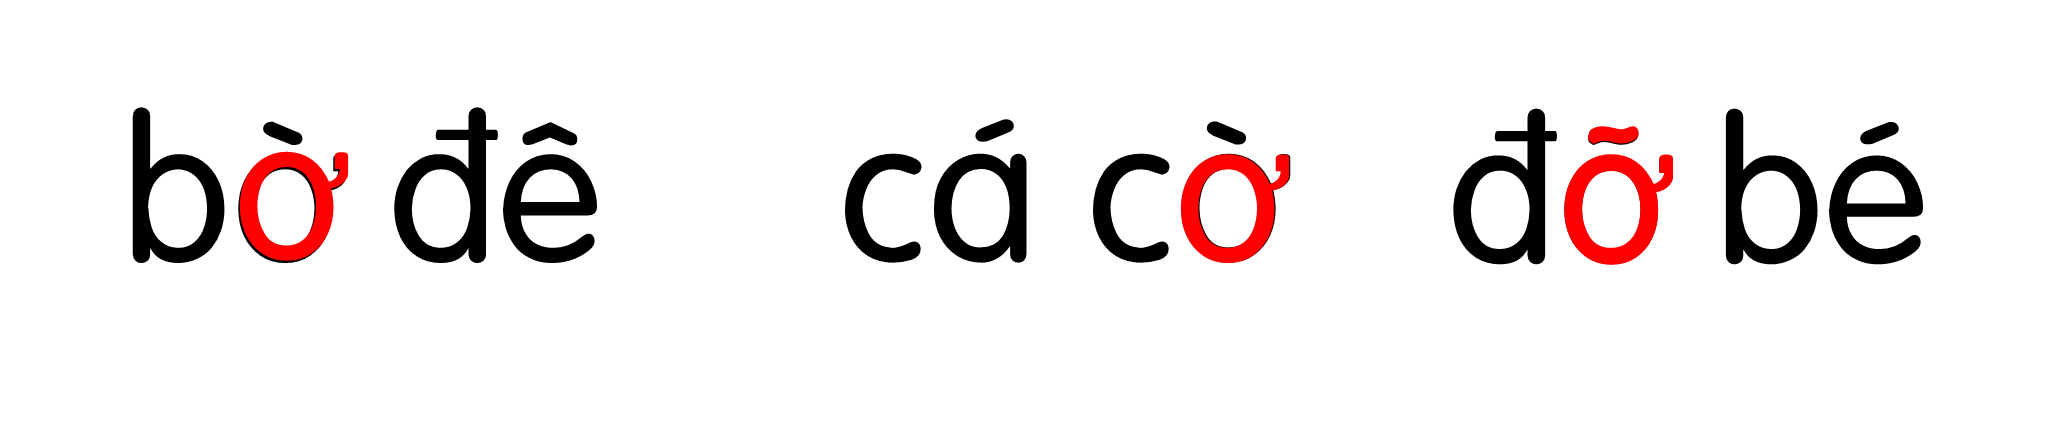 bờ đê cá cờ đỡ bé